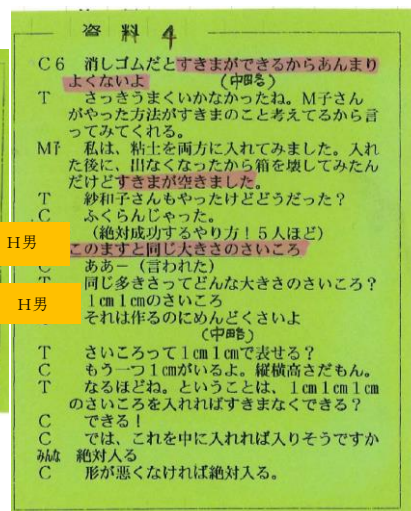 資料 4
C6 消しゴムだとすきまができるからあんまり
よくないよ (中略)
T さっきうまくいかなかったね。M子さん
がやった方法がすきまのこと考えてるから言
ってみてくれる。
M子 私は、粘土を両方に入れてみました。入れ
た後に、出なくなったから箱を壊してみたん
だけどすきまが空きました。
T 紗和子さんもやったけどどうだった?
C ふくらんじゃった。
(絶対成功するやり方!5人ほど)
H男 このますと同じ大きさのさいころ
C ああー(言われた)
T 同じ多きさってどんな大きさのさいころ?
H男 1cm1cmのさいころ
それは作るのにめんどくさいよ
(中略)
T さいころって1cm1cmで表せる?
C もう一つ1cmがいるよ。縦横高さだもん。
T なるほどね。ということは、1cm1cm1cm
のさいころを入れればすきまなくできる?
C できる!
C では、これを中に入れれば入りそうですか
みんな 絶対入る
C 形が悪くなければ絶対入る。